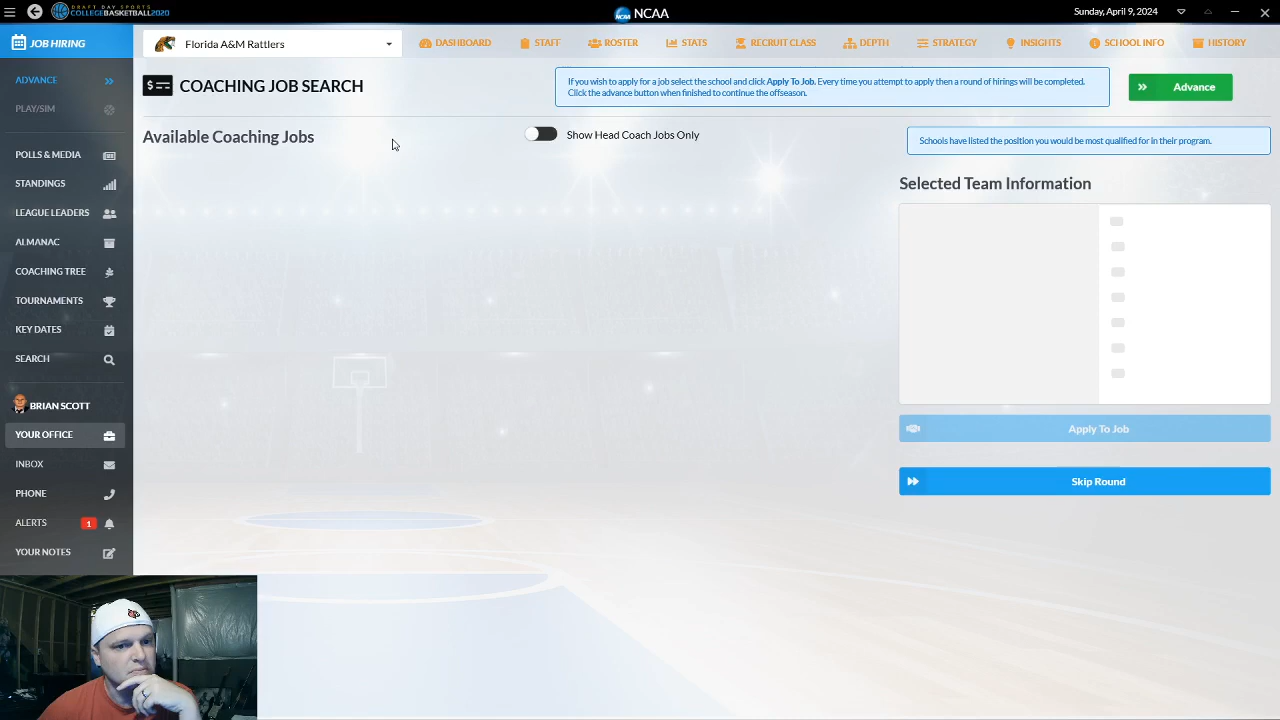 DRAFT DAY SPORTS
COLLEGEBASKETBALL2020
NCAA
Sunday, April 9, 2024
JOB HIRING
Florida A&M Rattlers
DASHBOARD
STAFF
ROSTER
STATS
RECRUIT CLASS
DEPTH
STRATEGY
INSIGHTS
SCHOOL INFO
HISTORY
ADVANCE
PLAY/SIM
COACHING JOB SEARCH
If you wish to apply for a job select the school and click Apply To Job. Every time you attempt to apply then a round of hirings will be completed.
Click the advance button when finished to continue the offseason.
Advance
Available Coaching Jobs
Show Head Coach Jobs Only
Schools have listed the position you would be most qualified for in their program.
Selected Team Information
POLLS & MEDIA
STANDINGS
LEAGUE LEADERS
ALMANAC
COACHING TREE
TOURNAMENTS
KEY DATES
SEARCH
BRIAN SCOTT
YOUR OFFICE
INBOX
PHONE
ALERTS 1
YOUR NOTES
Apply To Job
Skip Round